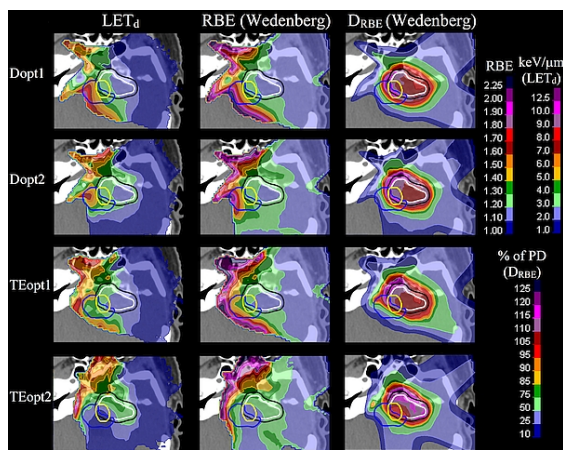 LETd
RBE (Wedenberg)
DRBE (Wedenberg)
Dopt1
Dopt2
TEopt1
TEopt2
RBE
keV/µm
(LETd)
2.25
2.00 12.5
1.90 10.0
1.80 9.0
1.70 8.0
1.60 7.0
1.50 6.0
1.40 5.0
1.30 4.0
1.20 3.0
1.10 2.0
1.00 1.0
% of PD
(DRBE)
125
120
115
110
105
95
90
85
75
50
25
10